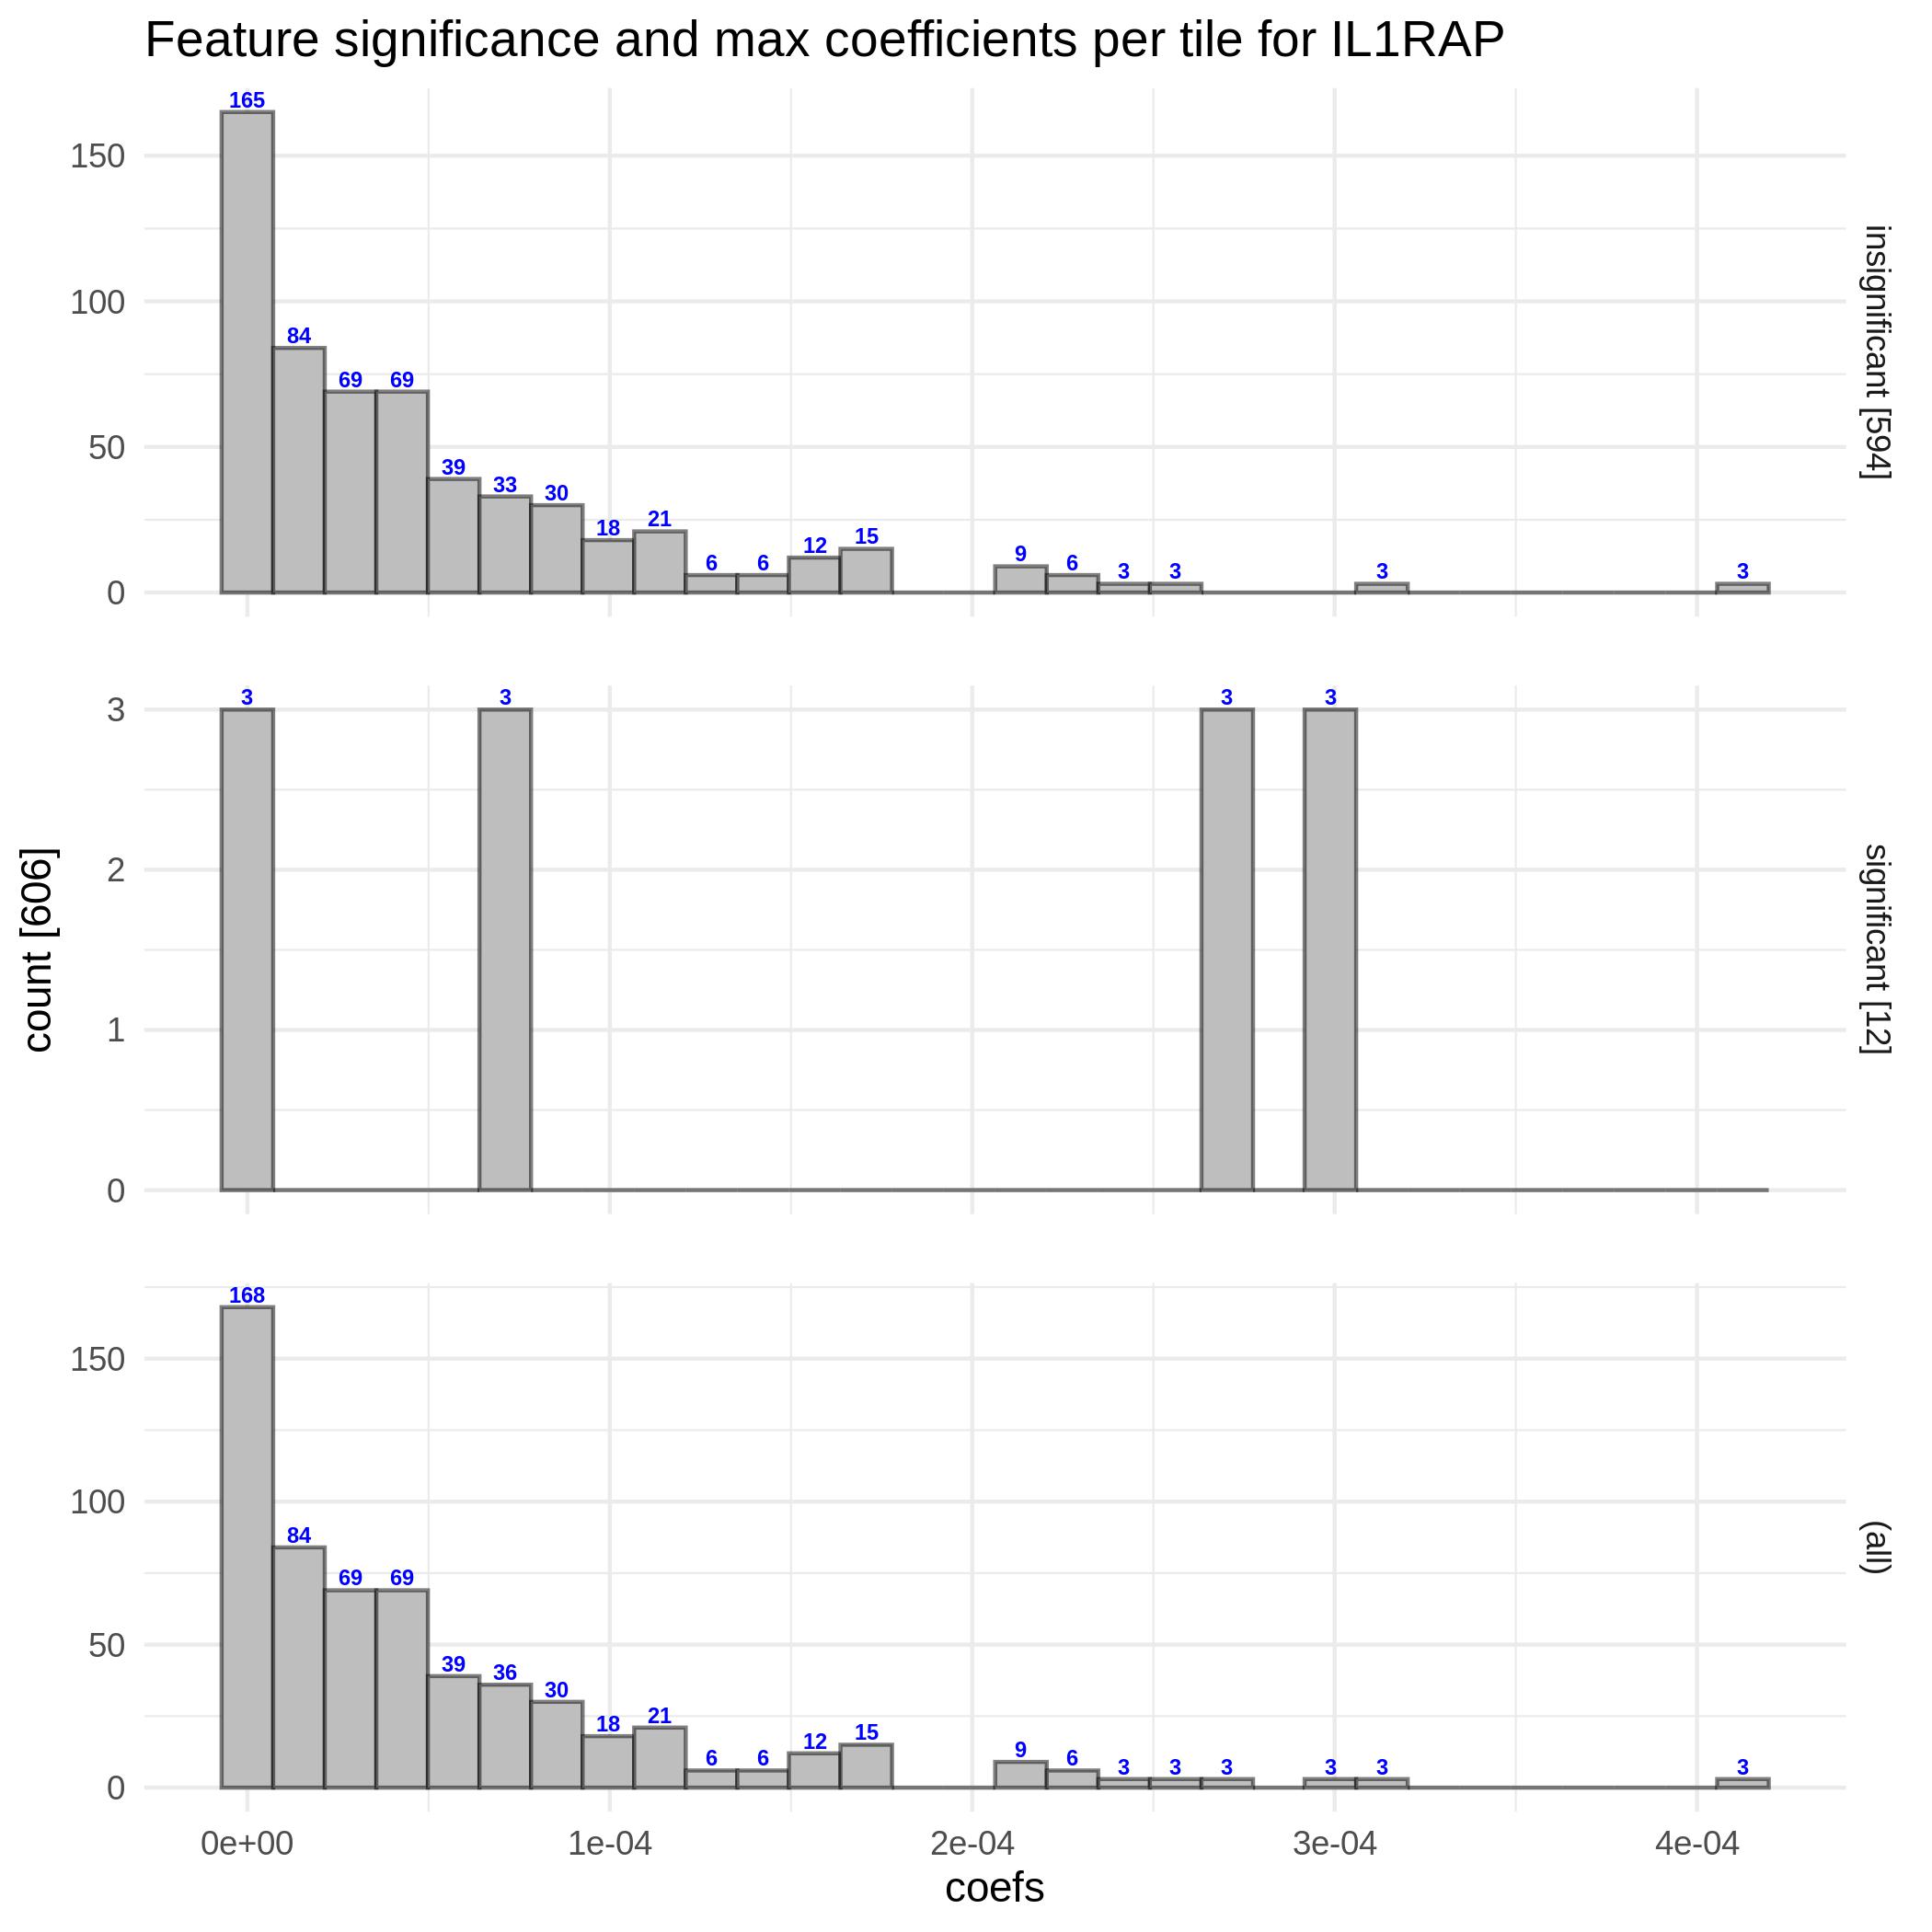 Feature significance and max coefficients per tile for IL1RAP
165
84
69 69
39 33 30 18 21 6 6 12 15 9 6 3 3 3 3
150
100
50
0
insignificant [594]
3 3 3 3
3
2
1
0
significant [12]
count [606]
168
84
69 69
39 36 30 18 21 6 6 12 15 9 6 3 3 3 3 3 3
150
100
50
0
(all)
0e+00 1e-04 2e-04 3e-04 4e-04
coefs